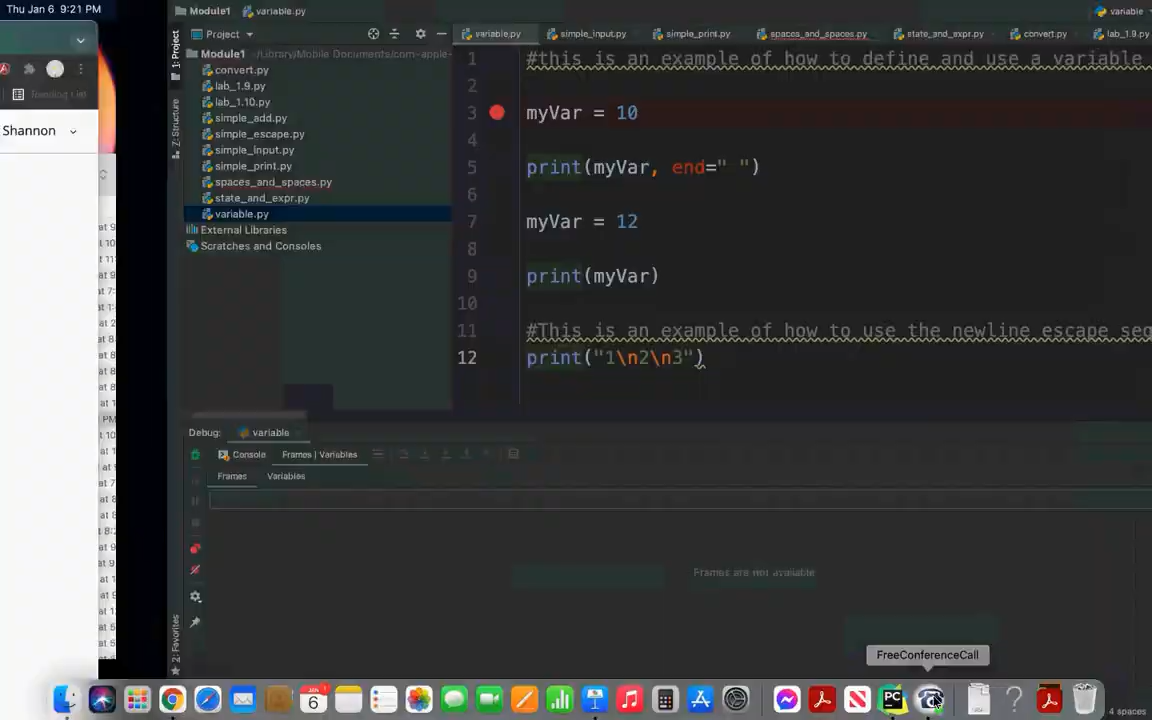 Thu Jan 6 9:21 PM
Shannon
Module1 variable.py
variable
Project
1: Project
Z: Structure
2: Favorites
variable.py simple_input.py simple_print.py spaces_and_spaces.py state_and_expr.py convert.py lab_1.9.py
Module1 ~/Library/Mobile Documents/com-apple-
convert.py
lab_1.9.py
lab_1.10.py
simple_add.py
simple_escape.py
simple_input.py
simple_print.py
spaces_and_spaces.py
state_and_expr.py
variable.py
External Libraries
Scratches and Consoles
1 #this is an example of how to define and use a variable
2
3 myVar = 10
4
5 print(myVar, end=" ")
6
7 myVar = 12
8
9 print(myVar)
10
11 #This is an example of how to use the newline escape seq
12 print("1\n2\n3")
Debug: variable
Console Frames | Variables
Frames Variables
Frames are not available
FreeConferenceCall
JAN
6
PC
4 spaces